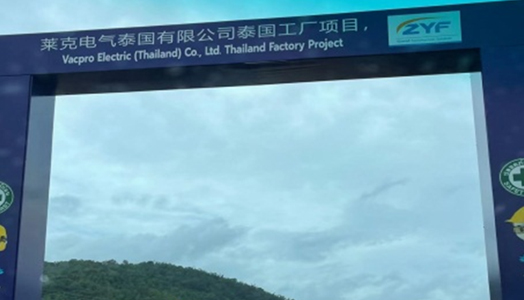 莱克电气泰国有限公司泰国工厂项目,
Vacpro Electric (Thailand) Co., Ltd. Thailand Factory Project
ZYF